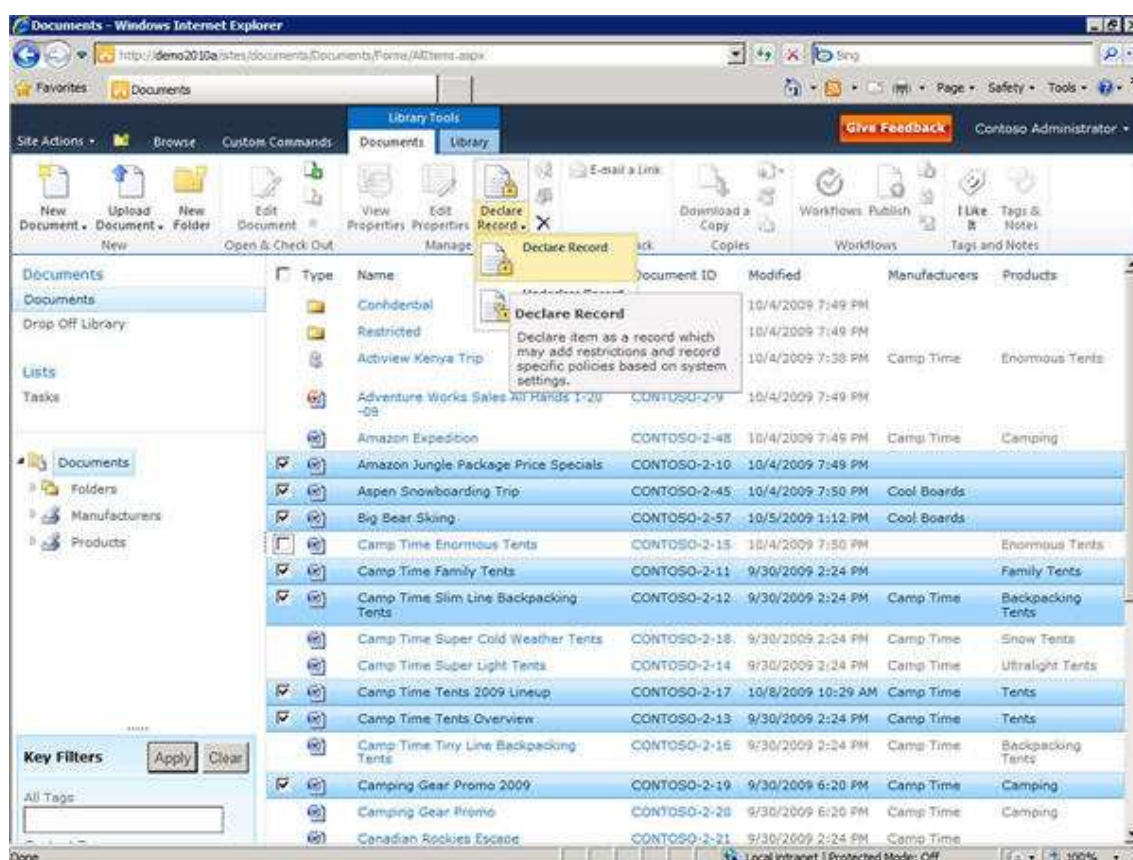 Documents - Windows Internet Explorer
http://demo2010a/sites/documents/Documents/Forms/AllItems.aspx
Bing
Favorites Documents
Page Safety Tools
Library Tools
Site Actions Browse Custom Commands Documents Library Give Feedback Contoso Administrator
New Document Upload Document New Folder Edit Document View Properties Edit Properties Declare Record E-mail a Link Download a Copy Workflows Publish I Like It Tags & Notes
New Open & Check Out Manage Copies Workflows Tags and Notes
Declare Record
Declare Record
Declare item as a record which
may add restrictions and record
specific policies based on system
settings.
Documents
Documents
Drop Off Library
Lists
Tasks
Documents
Folders
Manufacturers
Products
Type Name Document ID Modified Manufacturers Products
Confidential 10/4/2009 7:49 PM
Restricted 10/4/2009 7:49 PM
Actiview Kenya Trip 10/4/2009 7:38 PM Camp Time Enormous Tents
Adventure Works Sales All Hands 1-20
-09 CONTOSO-2-9 10/4/2009 7:49 PM
Amazon Expedition CONTOSO-2-48 10/4/2009 7:49 PM Camp Time Camping
Amazon Jungle Package Price Specials CONTOSO-2-10 10/4/2009 7:49 PM
Aspen Snowboarding Trip CONTOSO-2-45 10/4/2009 7:50 PM Cool Boards
Big Bear Skiing CONTOSO-2-57 10/5/2009 1:12 PM Cool Boards
Camp Time Enormous Tents CONTOSO-2-15 10/4/2009 7:50 PM Enormous Tents
Camp Time Family Tents CONTOSO-2-11 9/30/2009 2:24 PM Family Tents
Camp Time Slim Line Backpacking
Tents CONTOSO-2-12 9/30/2009 2:24 PM Camp Time Backpacking
Tents
Camp Time Super Cold Weather Tents CONTOSO-2-18 9/30/2009 2:24 PM Camp Time Snow Tents
Camp Time Super Light Tents CONTOSO-2-14 9/30/2009 2:24 PM Camp Time Ultralight Tents
Camp Time Tents 2009 Lineup CONTOSO-2-17 10/8/2009 10:29 AM Camp Time Tents
Camp Time Tents Overview CONTOSO-2-13 9/30/2009 2:24 PM Camp Time Tents
Camp Time Tiny Line Backpacking
Tents CONTOSO-2-16 9/30/2009 2:24 PM Camp Time Backpacking
Tents
Camping Gear Promo 2009 CONTOSO-2-19 9/30/2009 6:20 PM Camp Time Camping
Camping Gear Promo CONTOSO-2-20 9/30/2009 6:20 PM Camp Time Camping
Canadian Rockies Escape CONTOSO-2-21 9/30/2009 2:24 PM Camp Time
Key Filters Apply Clear
All Tags
Done Local intranet | Protected Mode: Off 100%